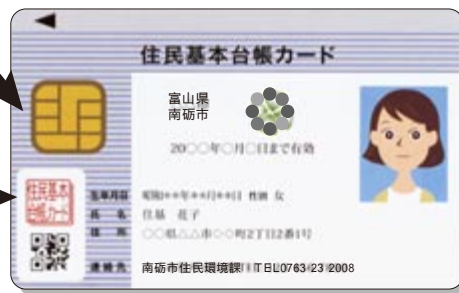 住民基本台帳カード
富山県
南砺市
20○○年○月○日まで有効
住民基本
台帳カード
生年月日 昭和**年**月**日 性別 女
氏 名 住基 花子
住 所 ○○県△△市○○町2丁目2番1号
連絡先 南砺市住民環境課 TEL0763-23-2008